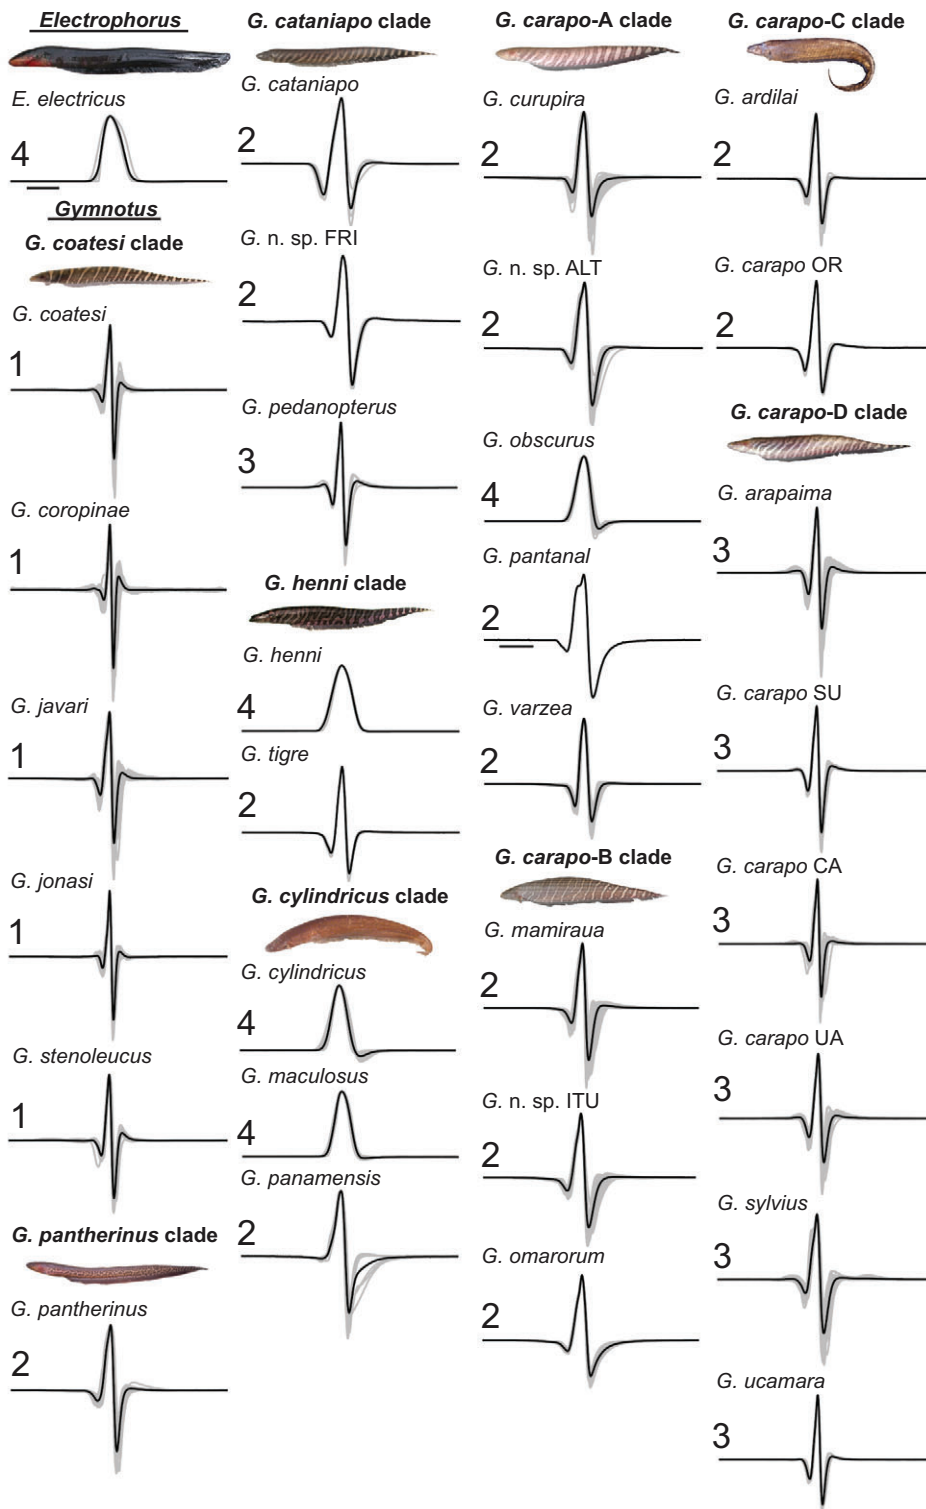 Electrophorus
E. electricus
4
Gymnotus
G. coatesi clade
G. coatesi
1
G. coropinae
1
G. javari
1
G. jonasi
1
G. stenoleucus
1
G. pantherinus clade
G. pantherinus
2
G. cataniapo clade
G. cataniapo
2
G. n. sp. FRI
2
G. pedanopterus
3
G. henni clade
G. henni
4
G. tigre
2
G. cylindricus clade
G. cylindricus
4
G. maculosus
4
G. panamensis
2
G. carapo-A clade
G. curupira
2
G. n. sp. ALT
2
G. obscurus
4
G. pantanal
2
G. varzea
2
G. carapo-B clade
G. mamiraua
2
G. n. sp. ITU
2
G. omarorum
2
G. carapo-C clade
G. ardilai
2
G. carapo OR
2
G. carapo-D clade
G. arapaima
3
G. carapo SU
3
G. carapo CA
3
G. carapo UA
3
G. sylvius
3
G. ucamara
3